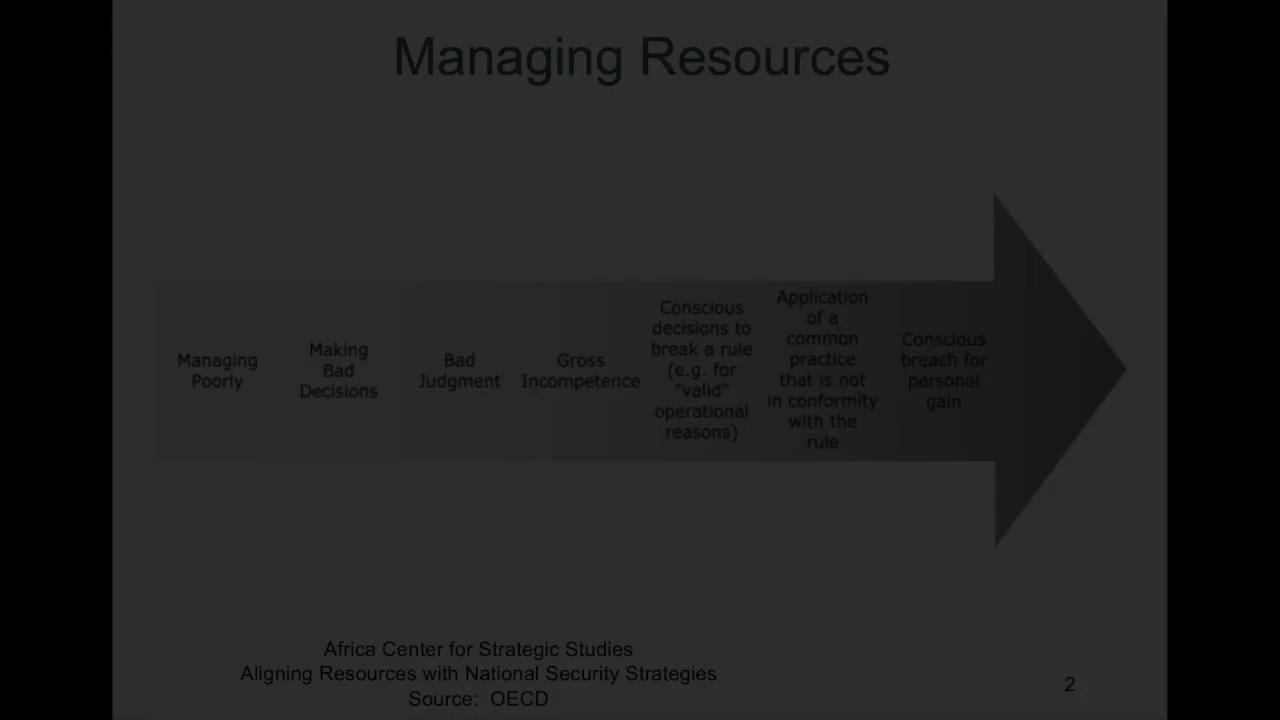 Managing Resources
Managing
Poorly
Making
Bad
Decisions
Bad
Judgment
Gross
Incompetence
Conscious
decisions to
break a rule
(e.g. for
"valid"
operational
reasons)
Application
of a
common
practice
that is not
in conformity
with the
rule
Conscious
breach for
personal
gain
Africa Center for Strategic Studies
Aligning Resources with National Security Strategies
Source:  OECD
2